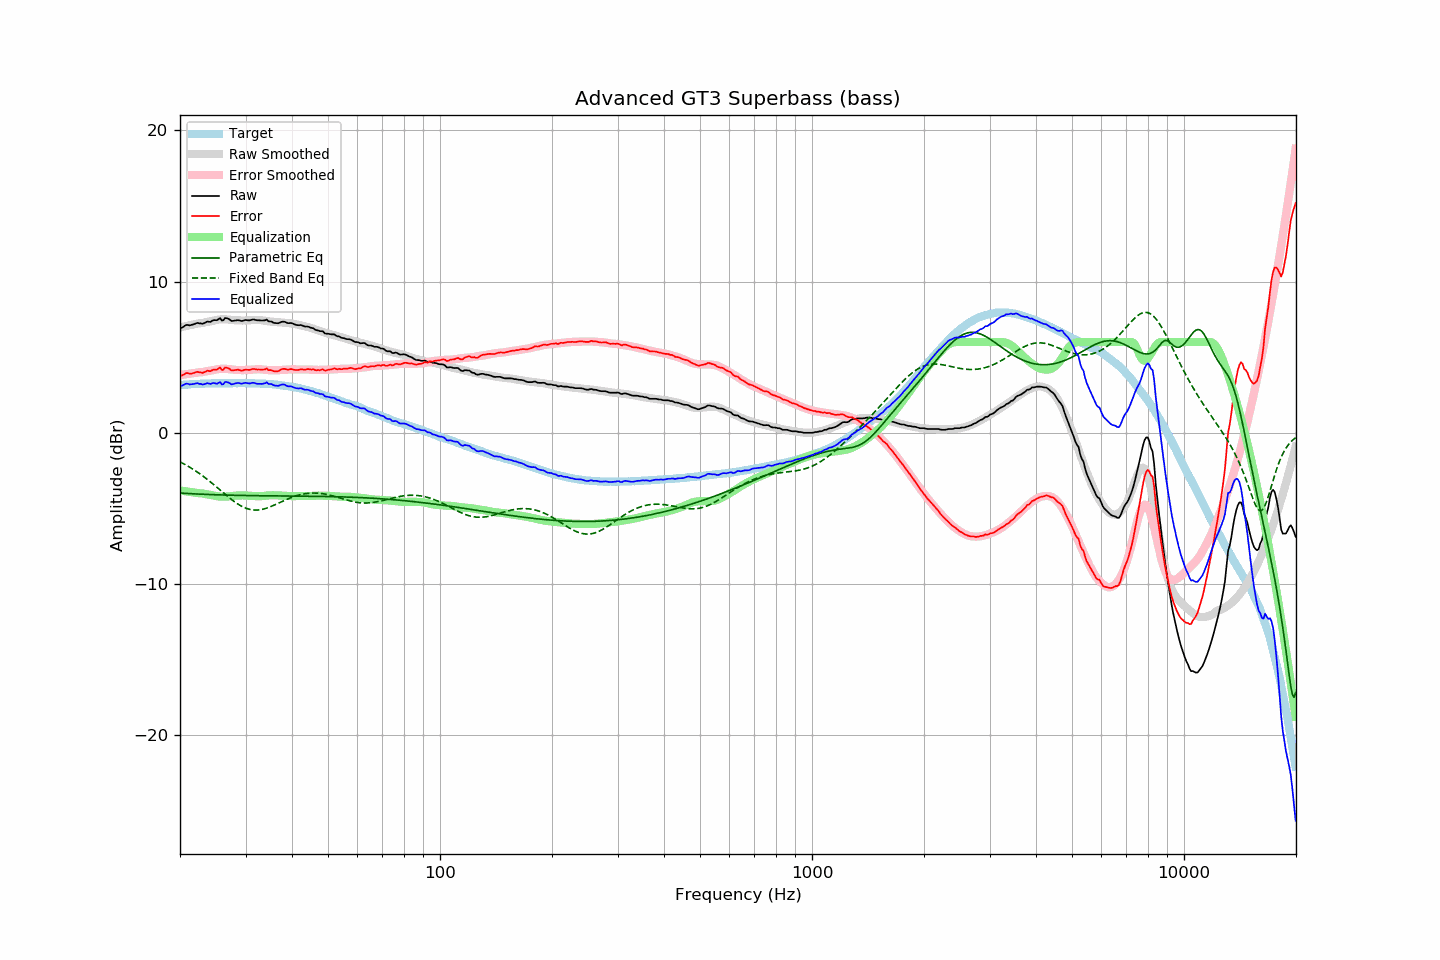 Advanced GT3 Superbass (bass)
Target
Raw Smoothed
Error Smoothed
Raw
Error
Equalization
Parametric Eq
Fixed Band Eq
Equalized
20
10
0
−10
−20
Amplitude (dBr)
100
1000
10000
Frequency (Hz)